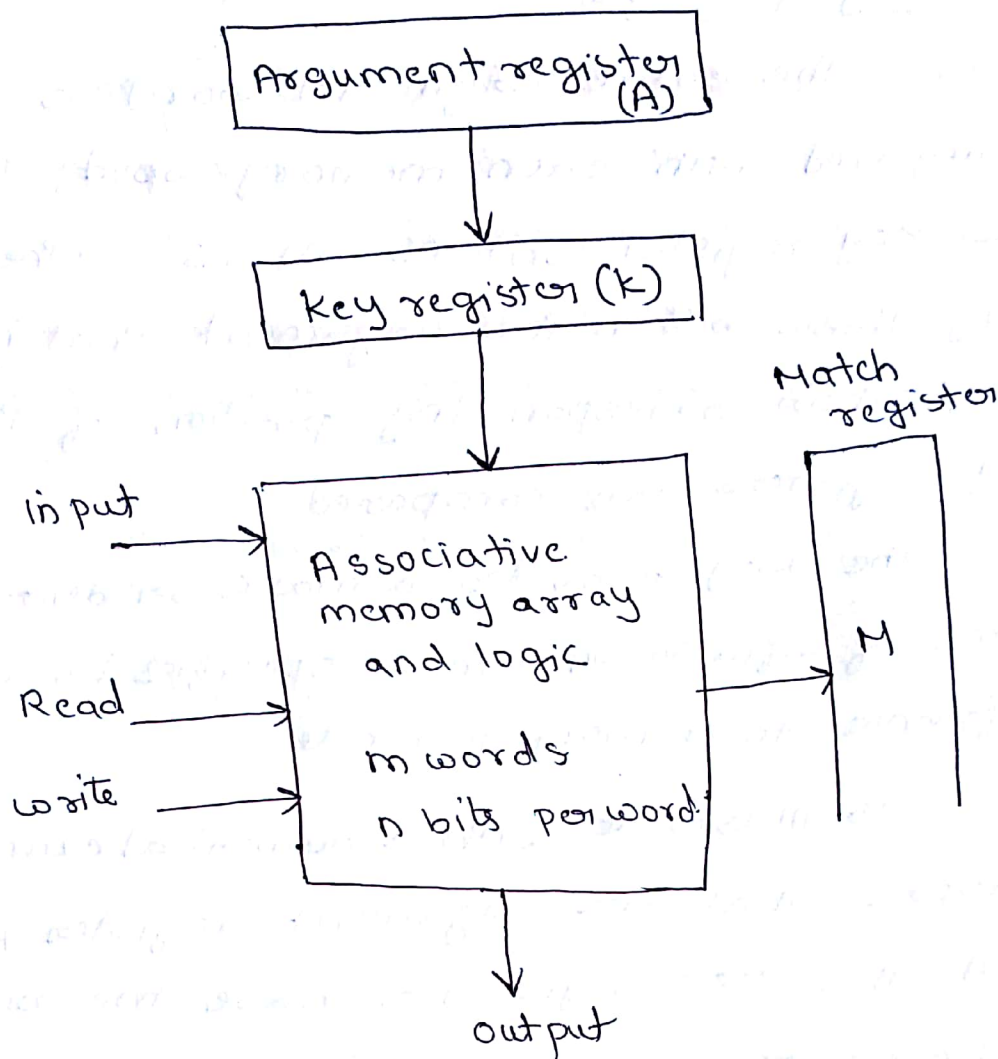 Argument register
(A)
key register (k)
Match
register
input
Associative
memory array
and logic
M
Read
m words
write
n bits per word
output